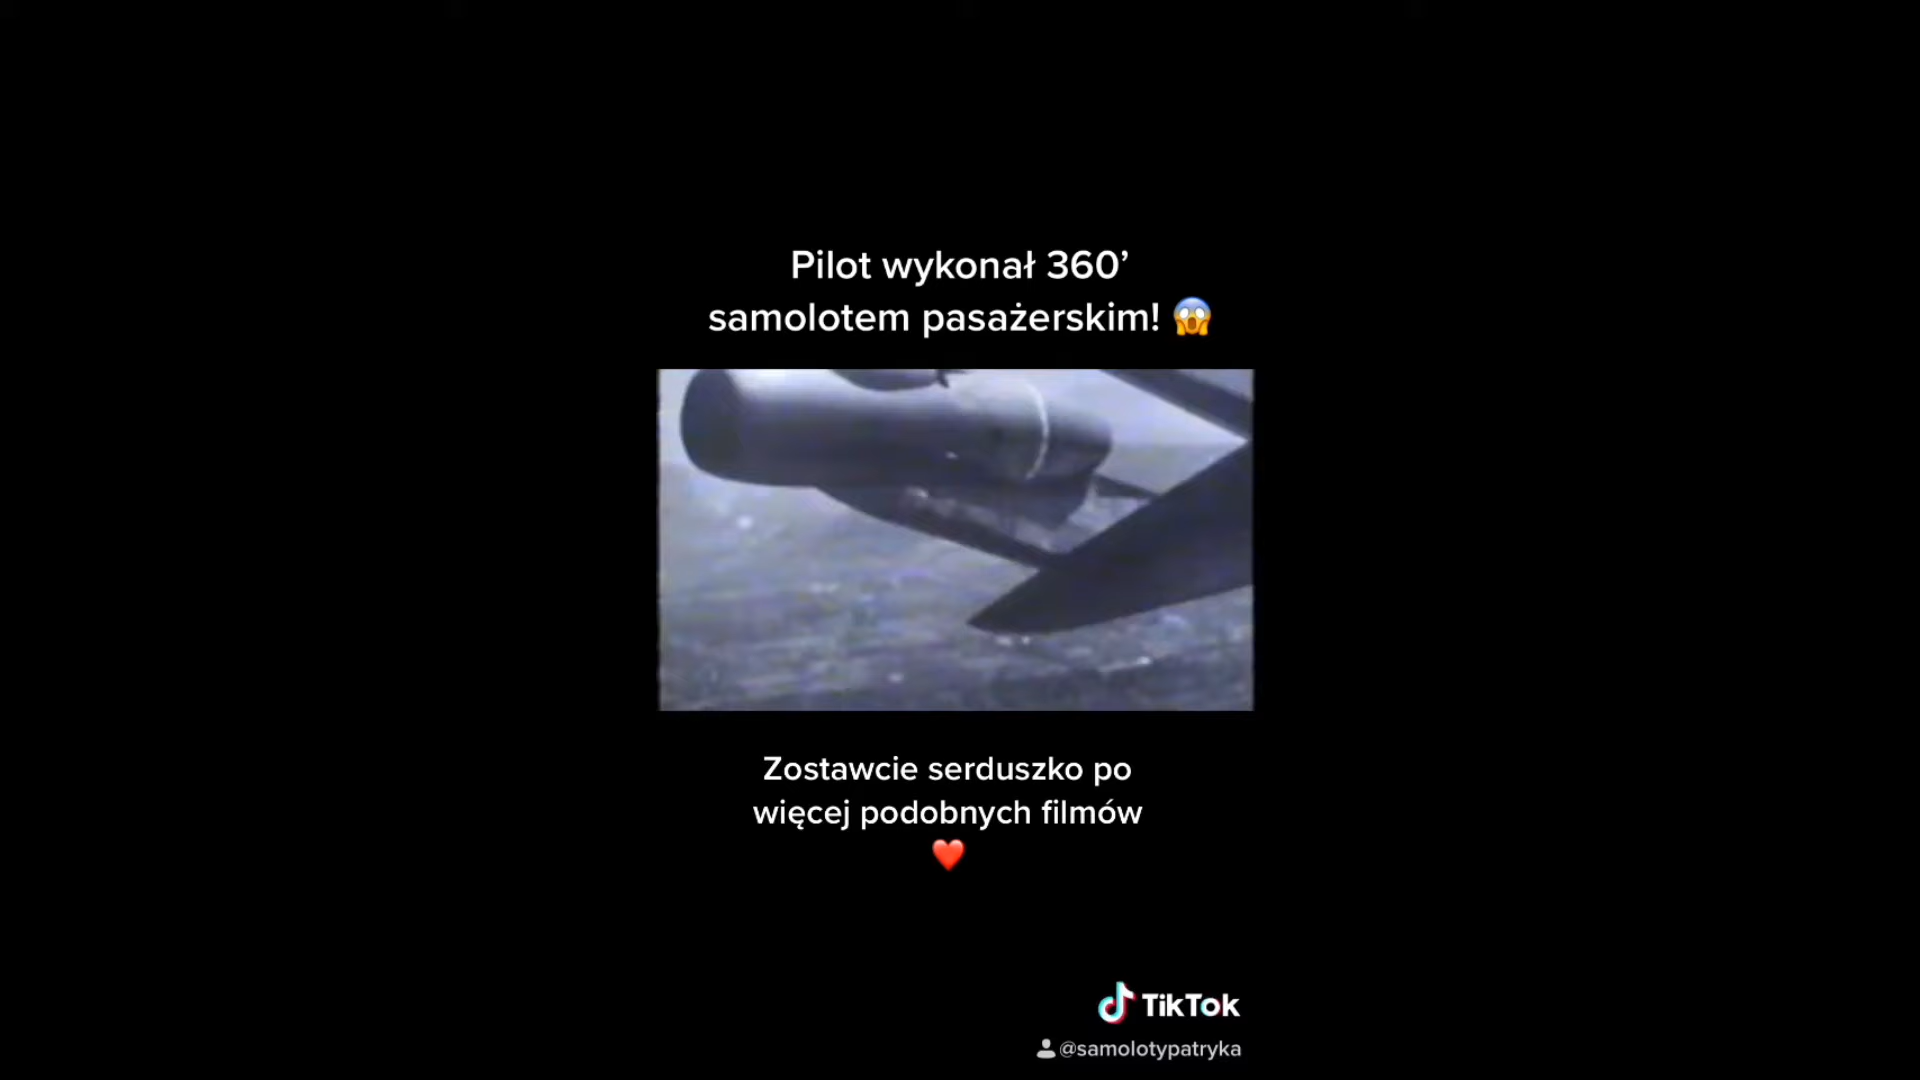 Pilot wykonał 360’
samolotem pasażerskim! 😱
Zostawcie serduszko po
więcej podobnych filmów
❤️
TikTok
@samolotypatryka